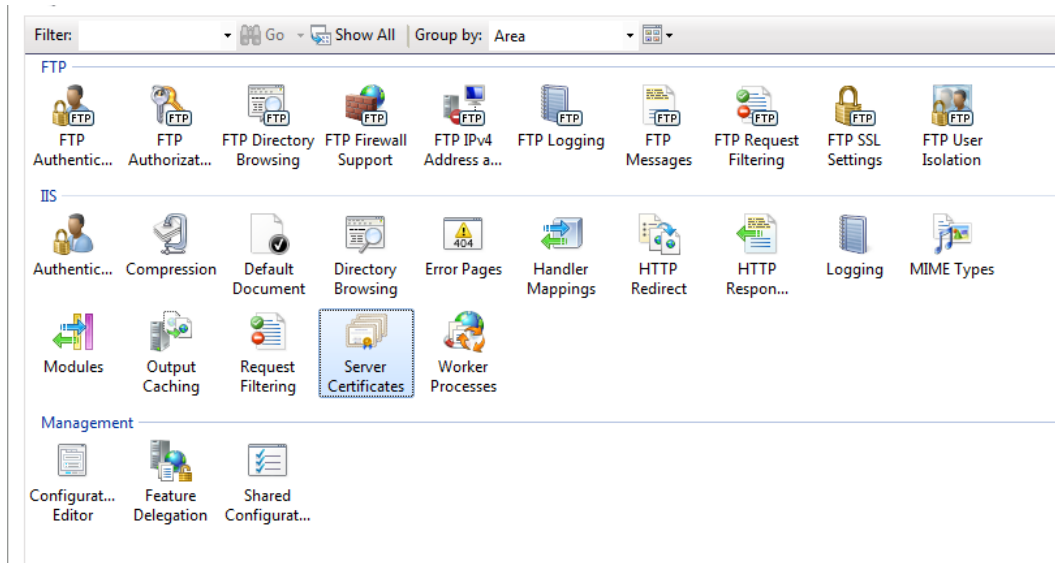 Filter: Go Show All Group by: Area
FTP
FTP FTP FTP FTP FTP FTP FTP FTP FTP FTP
FTP FTP FTP Directory FTP Firewall FTP IPv4 FTP Logging FTP FTP Request FTP SSL FTP User
Authentic... Authorizat... Browsing Support Address a... Messages Filtering Settings Isolation
IIS
404
Authentic... Compression Default Directory Error Pages Handler HTTP HTTP Logging MIME Types
Document Browsing Mappings Redirect Respon...
Modules Output Request Server Worker
Caching Filtering Certificates Processes
Management
Configurat... Feature Shared
Editor Delegation Configurat...